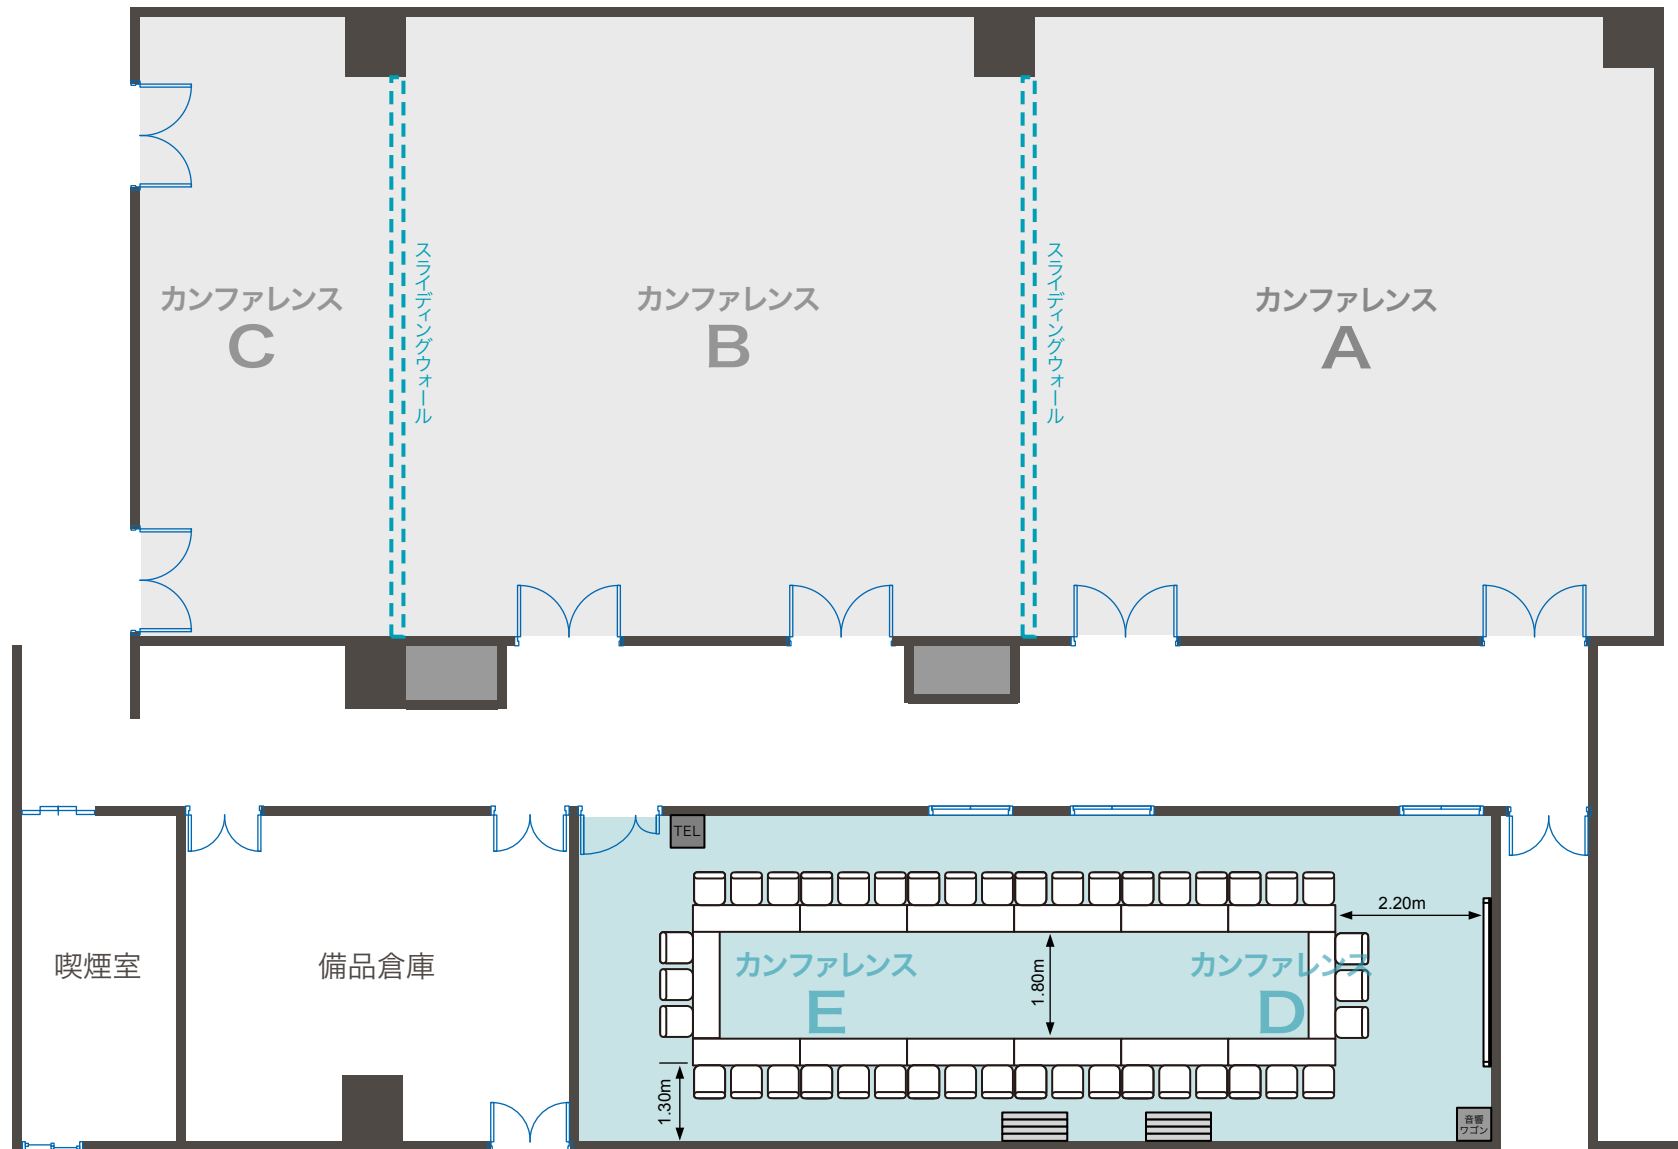 カンファレンス
C
スライディングウォール
カンファレンス
B
スライディングウォール
カンファレンス
A
TEL
2.20m
喫煙室
備品倉庫
カンファレンス
E
1.80m
カンファレンス
D
1.30m
音響
ワゴン